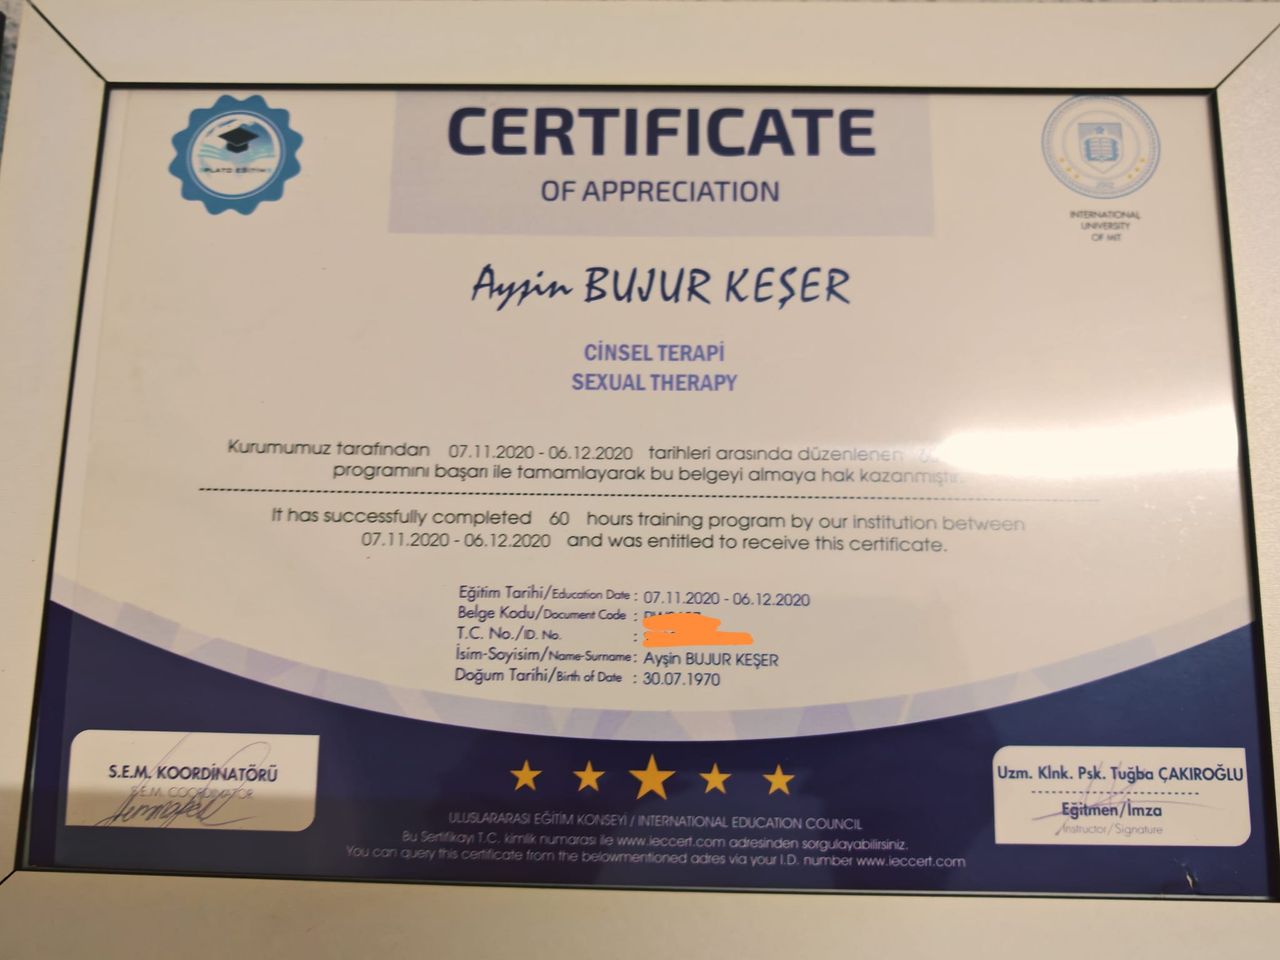 CERTIFICATE
OF APPRECIATION
PLATO EĞİTİM
INTERNATIONAL
UNIVERSITY
OF MIT
Ayşin BUJUR KEŞER
CİNSEL TERAPİ
SEXUAL THERAPY
Kurumumuz tarafından 07.11.2020 - 06.12.2020 tarihleri arasında düzenlenen
programını başarı ile tamamlayarak bu belgeyi almaya hak kazanmıştır.
It has successfully completed 60 hours training program by our institution between
07.11.2020 - 06.12.2020 and was entitled to receive this certificate.
Eğitim Tarihi/Education Date : 07.11.2020 - 06.12.2020
Belge Kodu/Document Code :
T.C. No./ID. No. :
İsim-Soyisim/Name-Surname : Ayşin BUJUR KEŞER
Doğum Tarihi/Birth of Date : 30.07.1970
S.E.M. KOORDİNATÖRÜ
S.E.M. COORDINATOR
Uzm. Klnk. Psk. Tuğba ÇAKIROĞLU
Eğitmen/İmza
Instructor/Signature
ULUSLARARASI EĞİTİM KONSEYİ / INTERNATIONAL EDUCATION COUNCIL
Bu Sertifikayı T.C. kimlik numarası ile www.ieccert.com adresinden sorgulayabilirsiniz.
You can query this certificate from the belowmentioned adres via your I.D. number www.ieccert.com